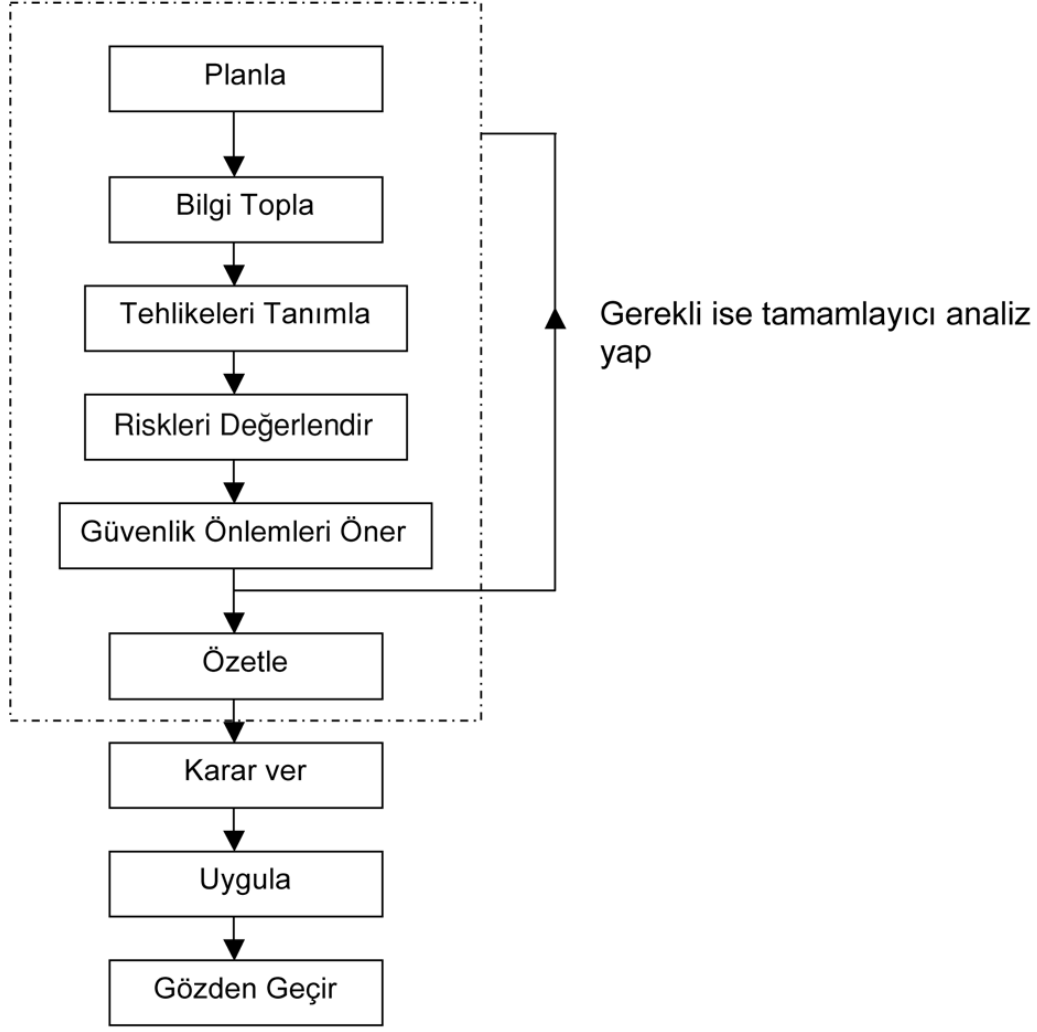 Planla
Bilgi Topla
Tehlikeleri Tanımla
Gerekli ise tamamlayıcı analiz
yap
Riskleri Değerlendir
Güvenlik Önlemleri Öner
Özetle
Karar ver
Uygula
Gözden Geçir